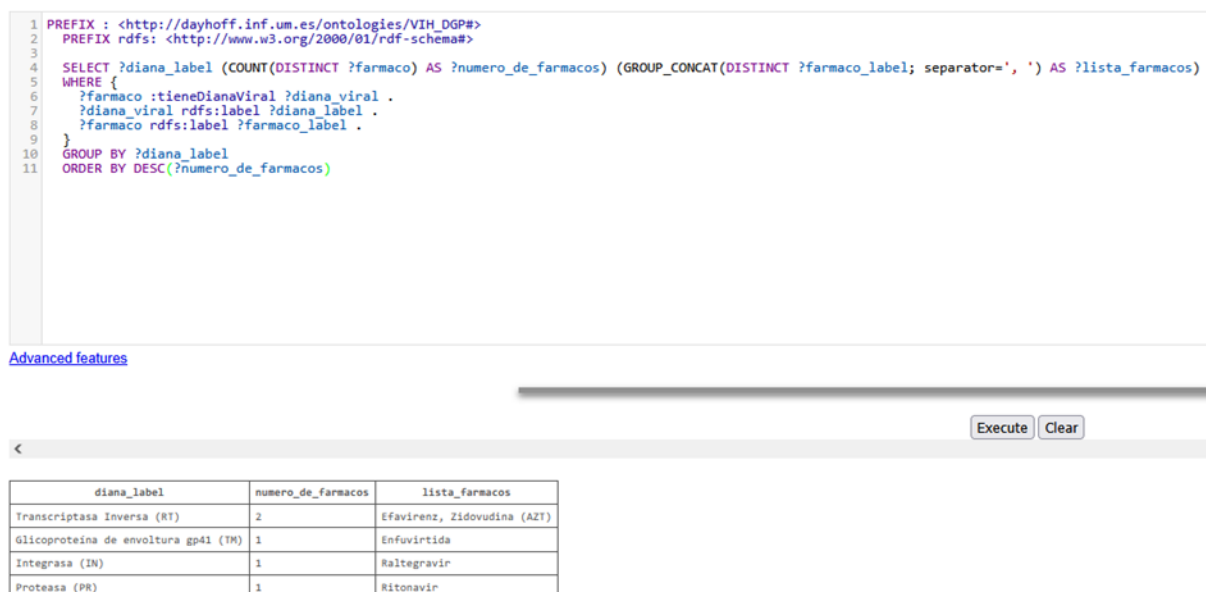 1 PREFIX : <http://dayhoff.inf.um.es/ontologies/VIH_DGP#>
2 PREFIX rdfs: <http://www.w3.org/2000/01/rdf-schema#>
3
4 SELECT ?diana_label (COUNT(DISTINCT ?farmaco) AS ?numero_de_farmacos) (GROUP_CONCAT(DISTINCT ?farmaco_label; separator=', ') AS ?lista_farmacos)
5 WHERE {
6 ?farmaco :tieneDianaViral ?diana_viral .
7 ?diana_viral rdfs:label ?diana_label .
8 ?farmaco rdfs:label ?farmaco_label .
9 }
10 GROUP BY ?diana_label
11 ORDER BY DESC(?numero_de_farmacos)
Advanced features
Execute Clear
<
diana_label numero_de_farmacos lista_farmacos
Transcriptasa Inversa (RT) 2 Efavirenz, Zidovudina (AZT)
Glicoproteína de envoltura gp41 (TM) 1 Enfuvirtida
Integrasa (IN) 1 Raltegravir
Proteasa (PR) 1 Ritonavir